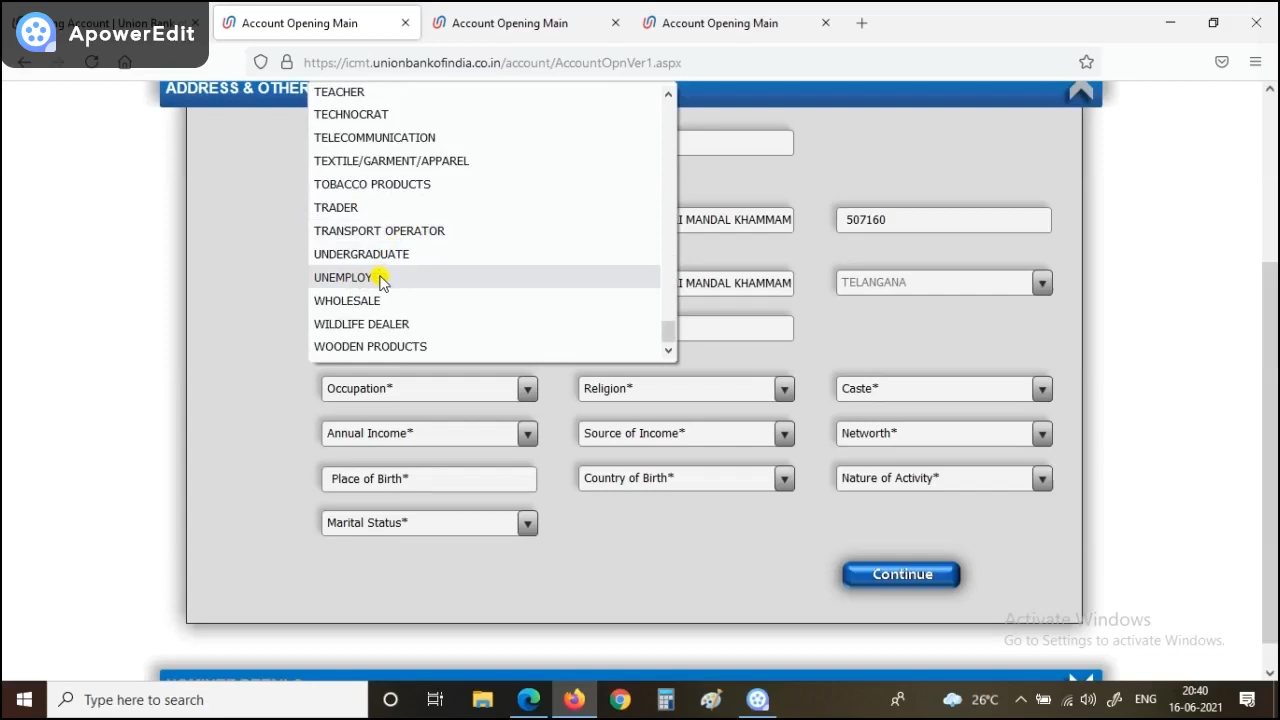 Account | Union Bank
Account Opening Main
Account Opening Main
Account Opening Main
ApowerEdit
https://icmt.unionbankofindia.co.in/account/AccountOpnVer1.aspx
ADDRESS & OTHER
TEACHER
TECHNOCRAT
TELECOMMUNICATION
TEXTILE/GARMENT/APPAREL
TOBACCO PRODUCTS
TRADER
TRANSPORT OPERATOR
UNDERGRADUATE
UNEMPLOY
WHOLESALE
WILDLIFE DEALER
WOODEN PRODUCTS
I MANDAL KHAMMAM
507160
I MANDAL KHAMMAM
TELANGANA
Occupation* Religion* Caste*
Annual Income* Source of Income* Networth*
Place of Birth* Country of Birth* Nature of Activity*
Marital Status*
Continue
Activate Windows
Go to Settings to activate Windows.
Type here to search
26°C
ENG
20:40
16-06-2021